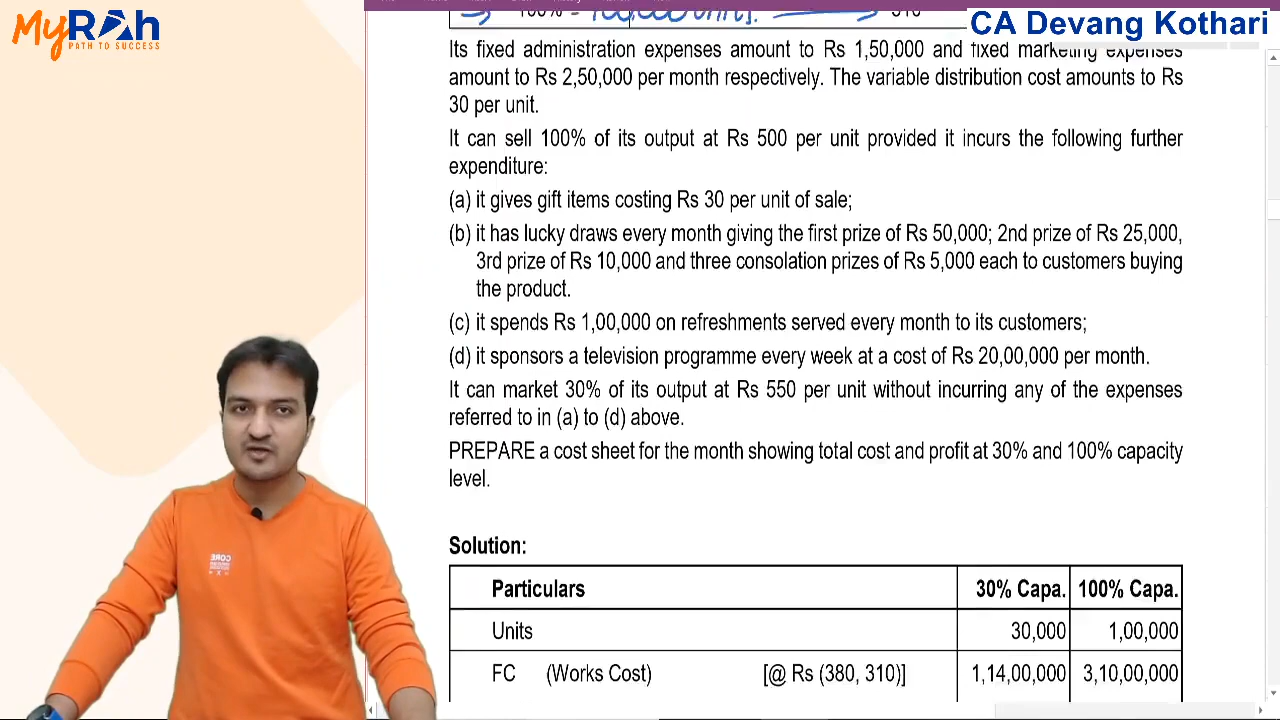 MyRah
PATH TO SUCCESS
CA Devang Kothari
100% = 100,000 units. 310
Its fixed administration expenses amount to Rs 1,50,000 and fixed marketing expenses
amount to Rs 2,50,000 per month respectively. The variable distribution cost amounts to Rs
30 per unit.
It can sell 100% of its output at Rs 500 per unit provided it incurs the following further
expenditure:
(a) it gives gift items costing Rs 30 per unit of sale;
(b) it has lucky draws every month giving the first prize of Rs 50,000; 2nd prize of Rs 25,000,
3rd prize of Rs 10,000 and three consolation prizes of Rs 5,000 each to customers buying
the product.
(c) it spends Rs 1,00,000 on refreshments served every month to its customers;
(d) it sponsors a television programme every week at a cost of Rs 20,00,000 per month.
It can market 30% of its output at Rs 550 per unit without incurring any of the expenses
referred to in (a) to (d) above.
PREPARE a cost sheet for the month showing total cost and profit at 30% and 100% capacity
level.
Solution:
Particulars 30% Capa. 100% Capa.
Units 30,000 1,00,000
FC (Works Cost) [@ Rs (380, 310)] 1,14,00,000 3,10,00,000
CORE